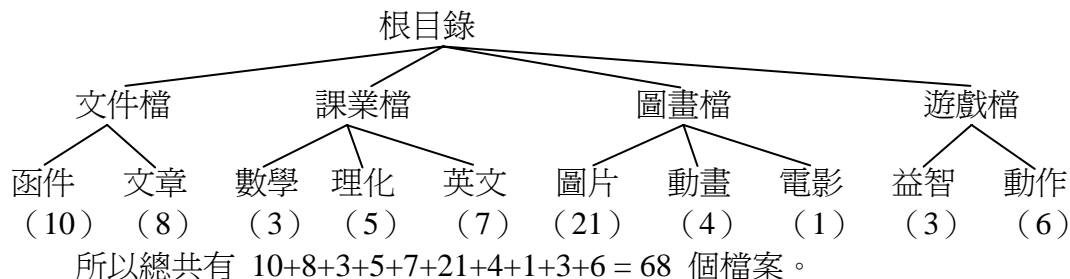 根目錄
文件檔 課業檔 圖畫檔 遊戲檔
函件 文章 數學 理化 英文 圖片 動畫 電影 益智 動作
（10）（8）（3）（5）（7）（21）（4）（1）（3）（6）
所以總共有 10+8+3+5+7+21+4+1+3+6 = 68 個檔案。